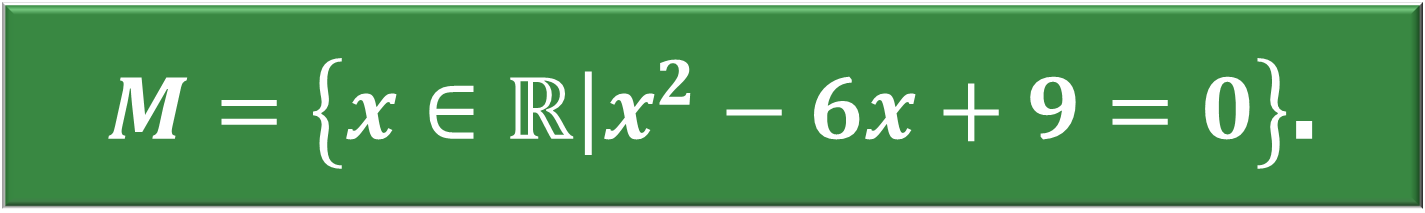 M = {x ∈ ℝ|x² − 6x + 9 = 0}.